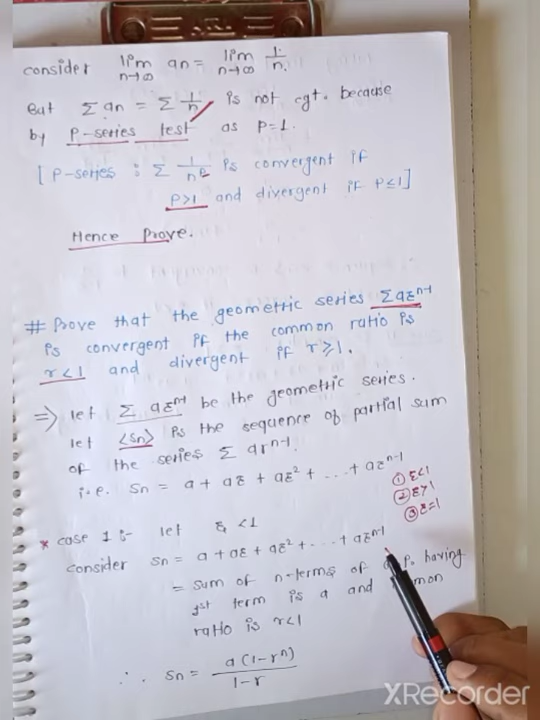 consider lim n→∞ an = lim n→∞ 1/n.
But Σ an = Σ 1/n is not cgt. because
by P-series test as P=1.
[ P-series : Σ 1/n^p is convergent if
P>1 and divergent if P≤1 ]
Hence Prove.
# Prove that the geometric series Σar^n-1
is convergent if the common ratio is
r<1 and divergent if r≥1.
⇒ let Σ ar^n-1 be the geometric series.
let <sn> is the sequence of partial sum
of the series Σ ar^n-1.
i.e. sn = a + ar + ar² + ... + ar^n-1
① r<1
② r>1
③ r=1
* case 1 :- let r <1
consider sn = a + ar + ar² + ... + ar^n-1
= sum of n-terms of P. having
1st term is a and
ratio is r<1
∴ sn = a(1-r^n) / 1-r
XRecorder